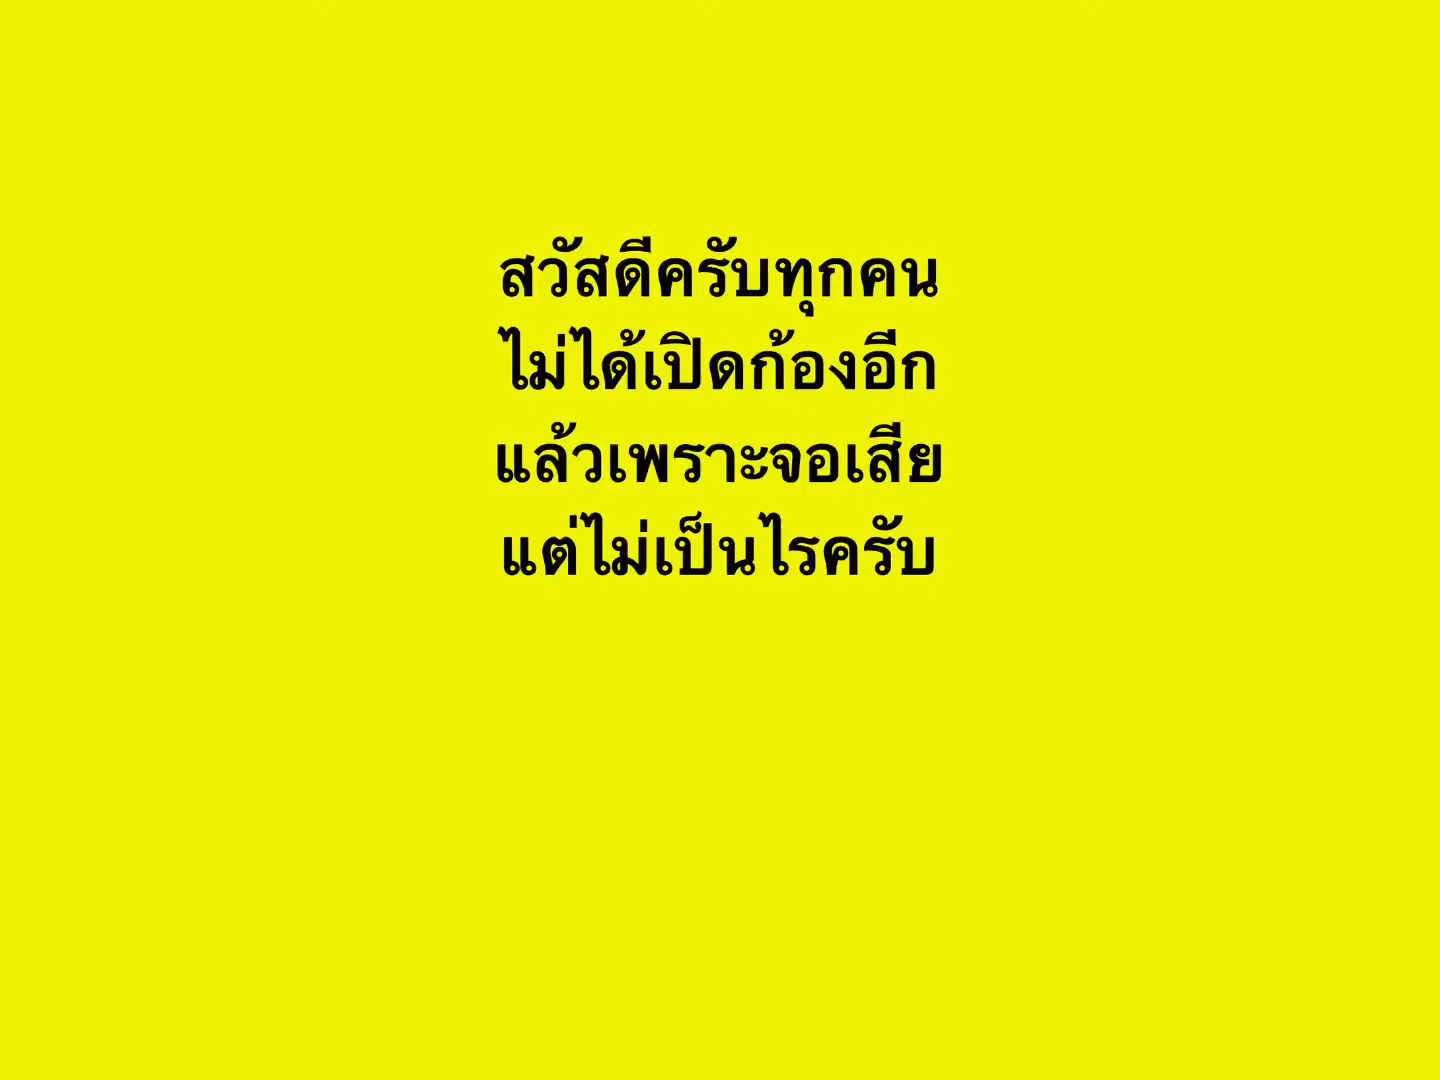 สวัสดีครับทุกคน
ไม่ได้เปิดก้องอีก
แล้วเพราะจอเสีย
แต่ไม่เป็นไรครับ